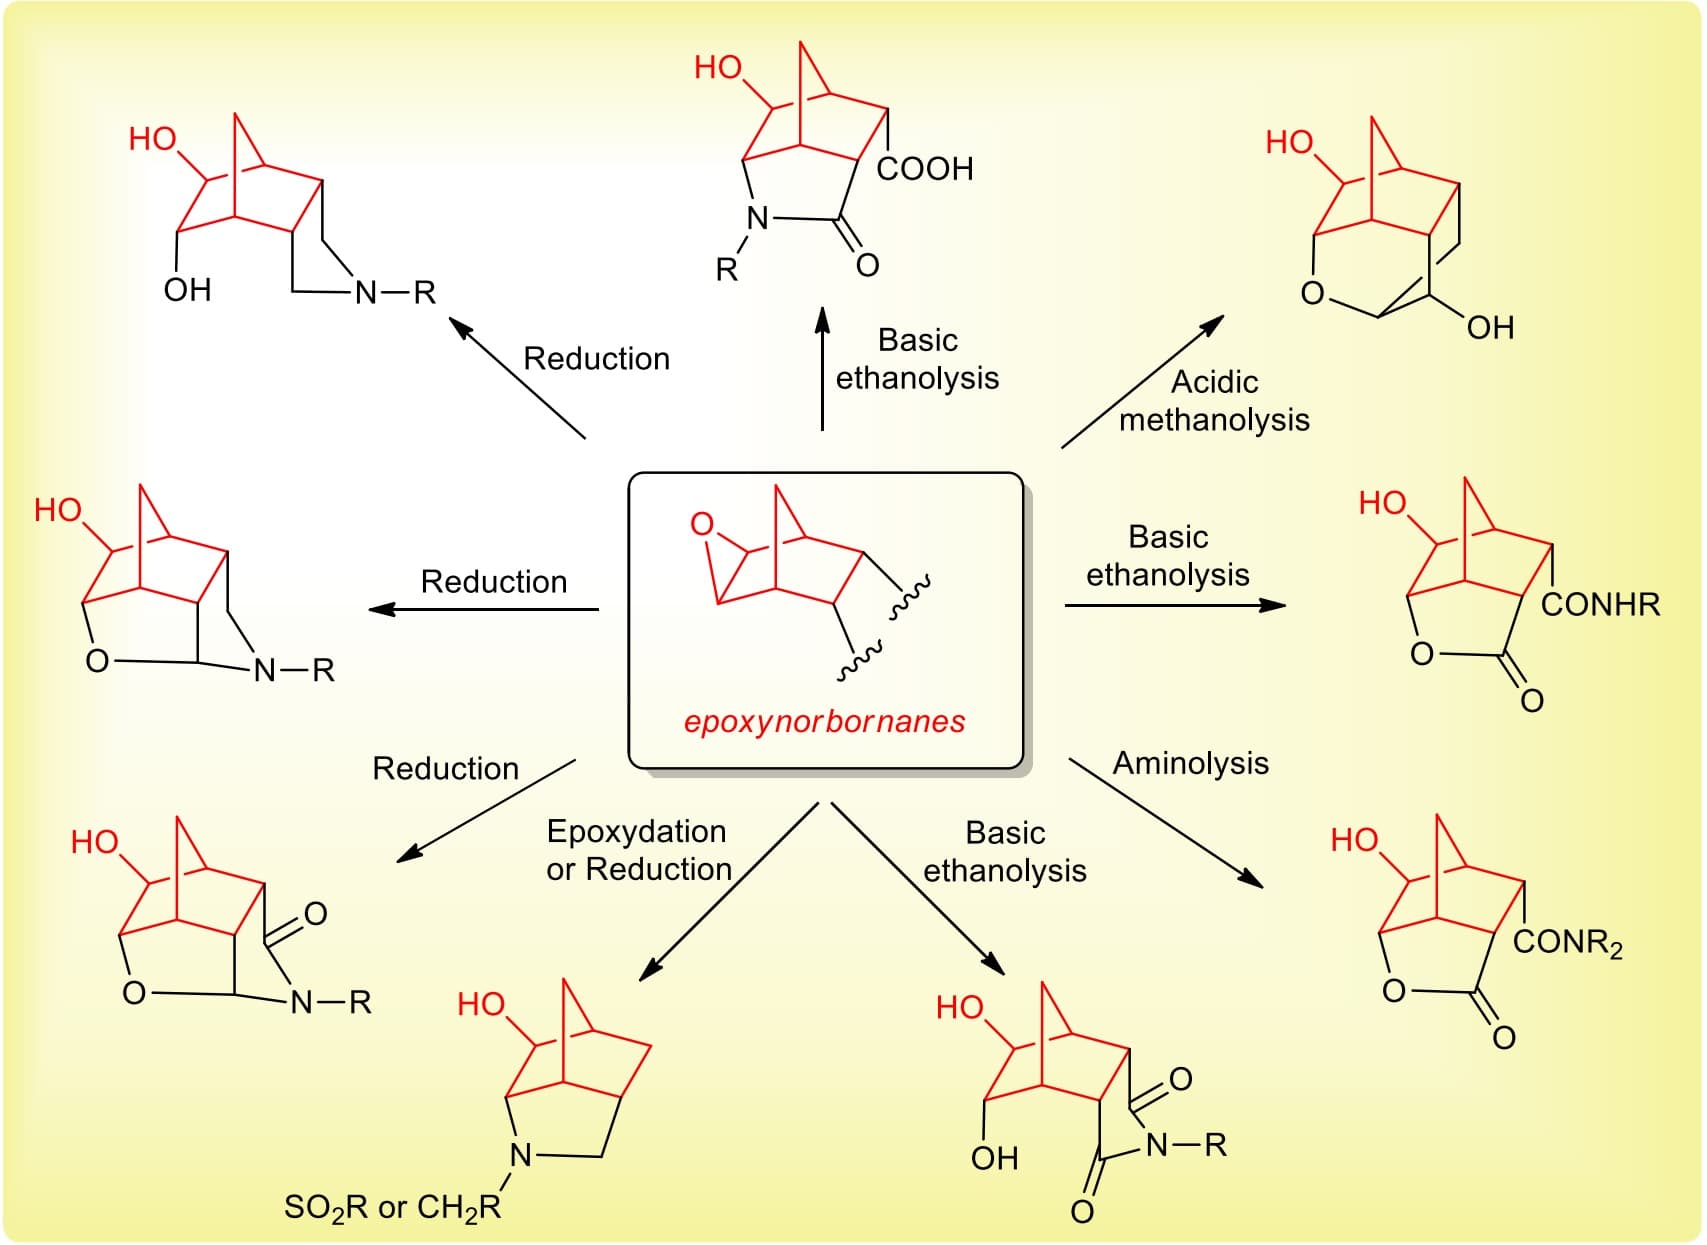 HO
COOH
N
R
O
HO
OH
N—R
HO
O
OH
Reduction
Basic
ethanolysis
Acidic
methanolysis
HO
O
N—R
Reduction
O
epoxynorbornanes
Basic
ethanolysis
HO
CONHR
O
O
Reduction
Epoxydation
or Reduction
Basic
ethanolysis
Aminolysis
HO
O
O
N—R
HO
N
SO₂R or CH₂R
HO
OH
O
N—R
O
HO
CONR₂
O
O